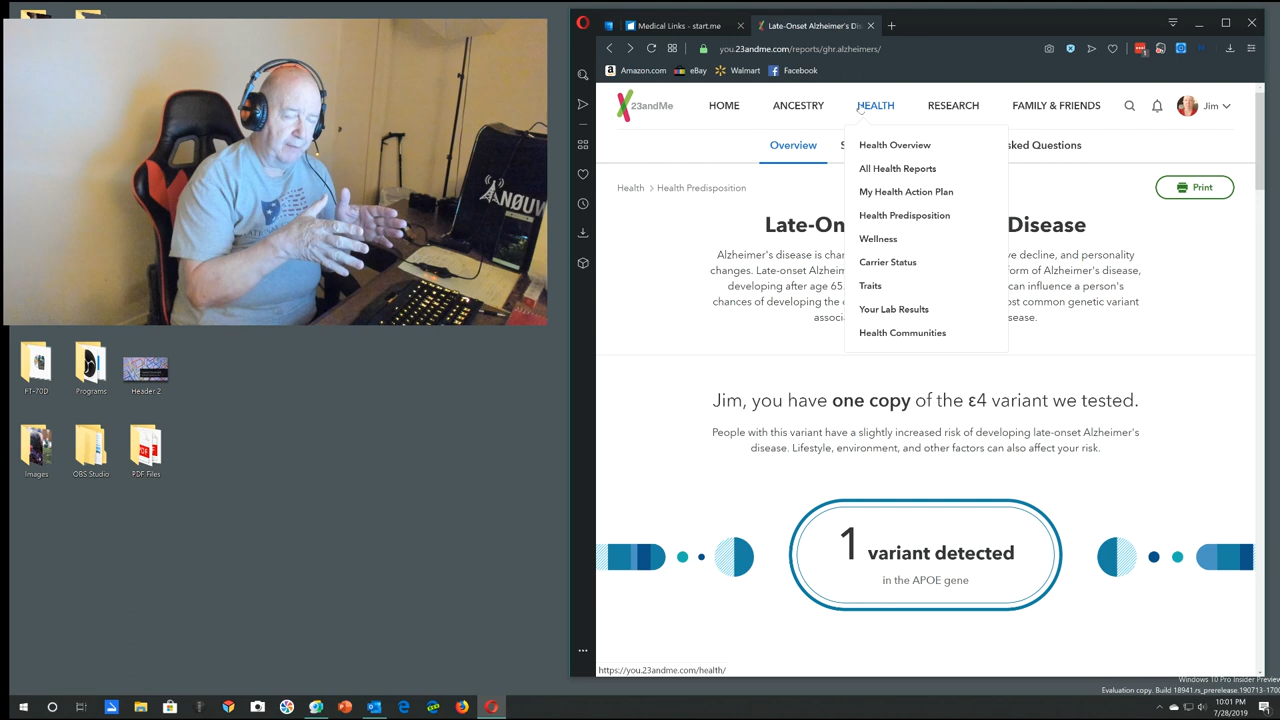 NØUW
FT-70D
Programs
Header 2
Images
OBS Studio
PDF Files
Medical Links - start.me
Late-Onset Alzheimer's Dis
you.23andme.com/reports/ghr.alzheimers/
Amazon.com
eBay
Walmart
Facebook
23andMe
HOME
ANCESTRY
HEALTH
RESEARCH
FAMILY & FRIENDS
Jim
Overview
S
sked Questions
Health Overview
All Health Reports
My Health Action Plan
Health Predisposition
Wellness
Carrier Status
Traits
Your Lab Results
Health Communities
Health > Health Predisposition
Print
Late-On Disease
Alzheimer's disease is cha ve decline, and personality
changes. Late-onset Alzheim form of Alzheimer's disease,
developing after age 65 can influence a person's
chances of developing the ost common genetic variant
associ sease.
Jim, you have one copy of the ε4 variant we tested.
People with this variant have a slightly increased risk of developing late-onset Alzheimer's
disease. Lifestyle, environment, and other factors can also affect your risk.
1 variant detected
in the APOE gene
https://you.23andme.com/health/
Windows 10 Pro Insider Preview
Evaluation copy. Build 18941.rs_prerelease.190713-1700
10:01 PM
7/28/2019